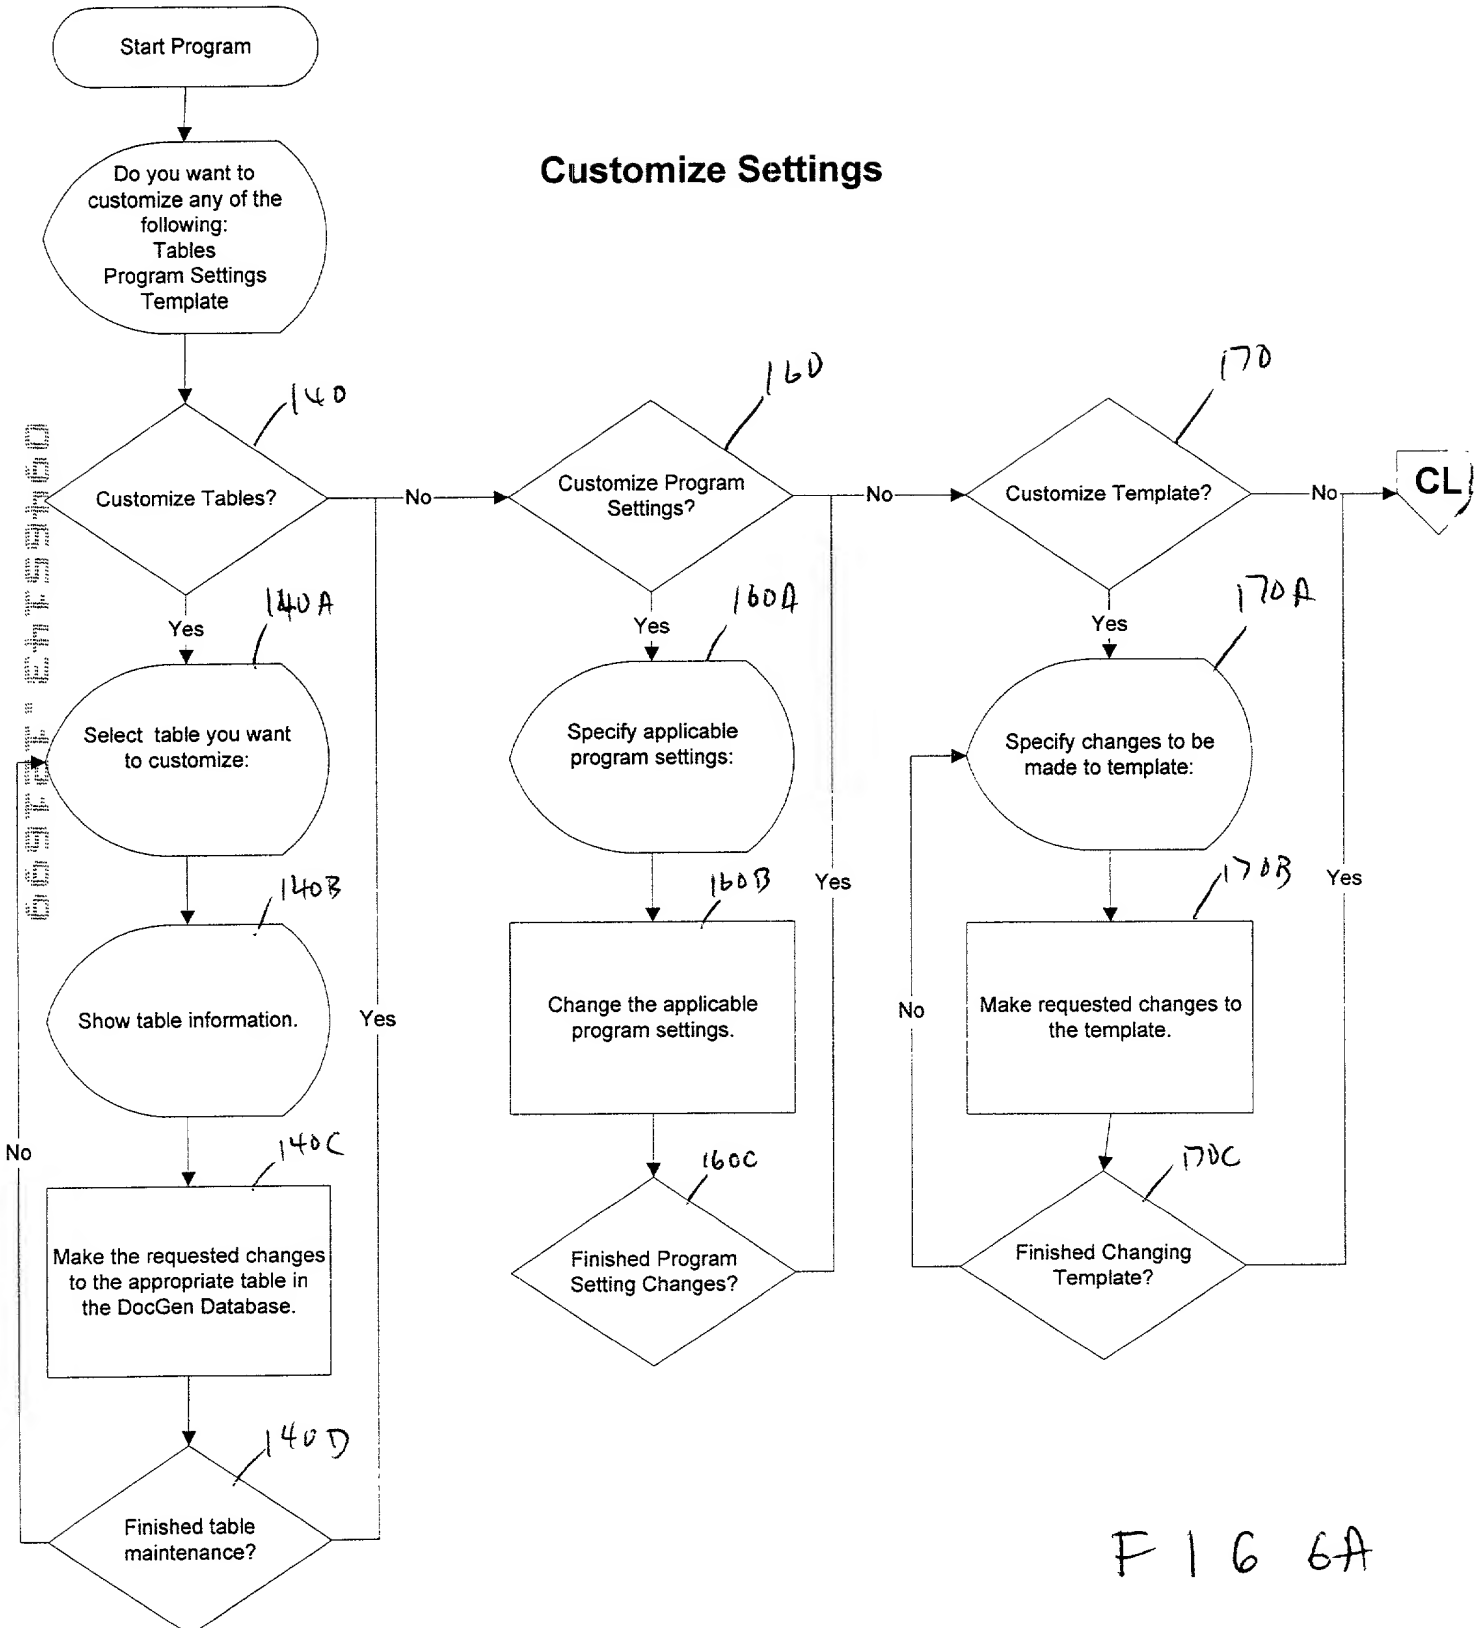 Start Program
Do you want to
customize any of the
following:
Tables
Program Settings
Template
Customize Settings
140
160
170
Customize Tables?
No
Customize Program
Settings?
No
Customize Template?
No
CL
Yes
140A
Yes
160A
Yes
170A
Select table you want
to customize:
Specify applicable
program settings:
Specify changes to be
made to template:
140B
160B
Yes
170B
Yes
Show table information.
Yes
Change the applicable
program settings.
No
Make requested changes to
the template.
No
140C
160C
170C
Make the requested changes
to the appropriate table in
the DocGen Database.
Finished Program
Setting Changes?
Finished Changing
Template?
140D
Finished table
maintenance?
FIG 6A